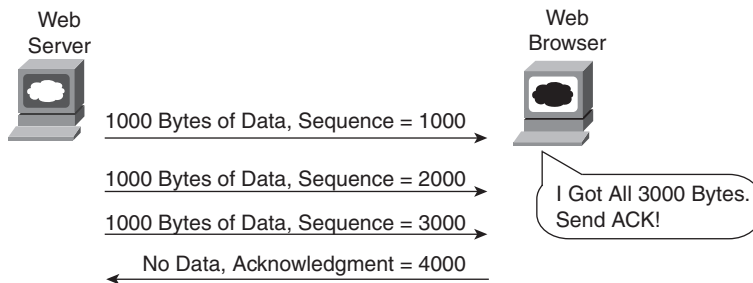 Web
Server
Web
Browser
1000 Bytes of Data, Sequence = 1000
1000 Bytes of Data, Sequence = 2000
1000 Bytes of Data, Sequence = 3000
No Data, Acknowledgment = 4000
I Got All 3000 Bytes.
Send ACK!